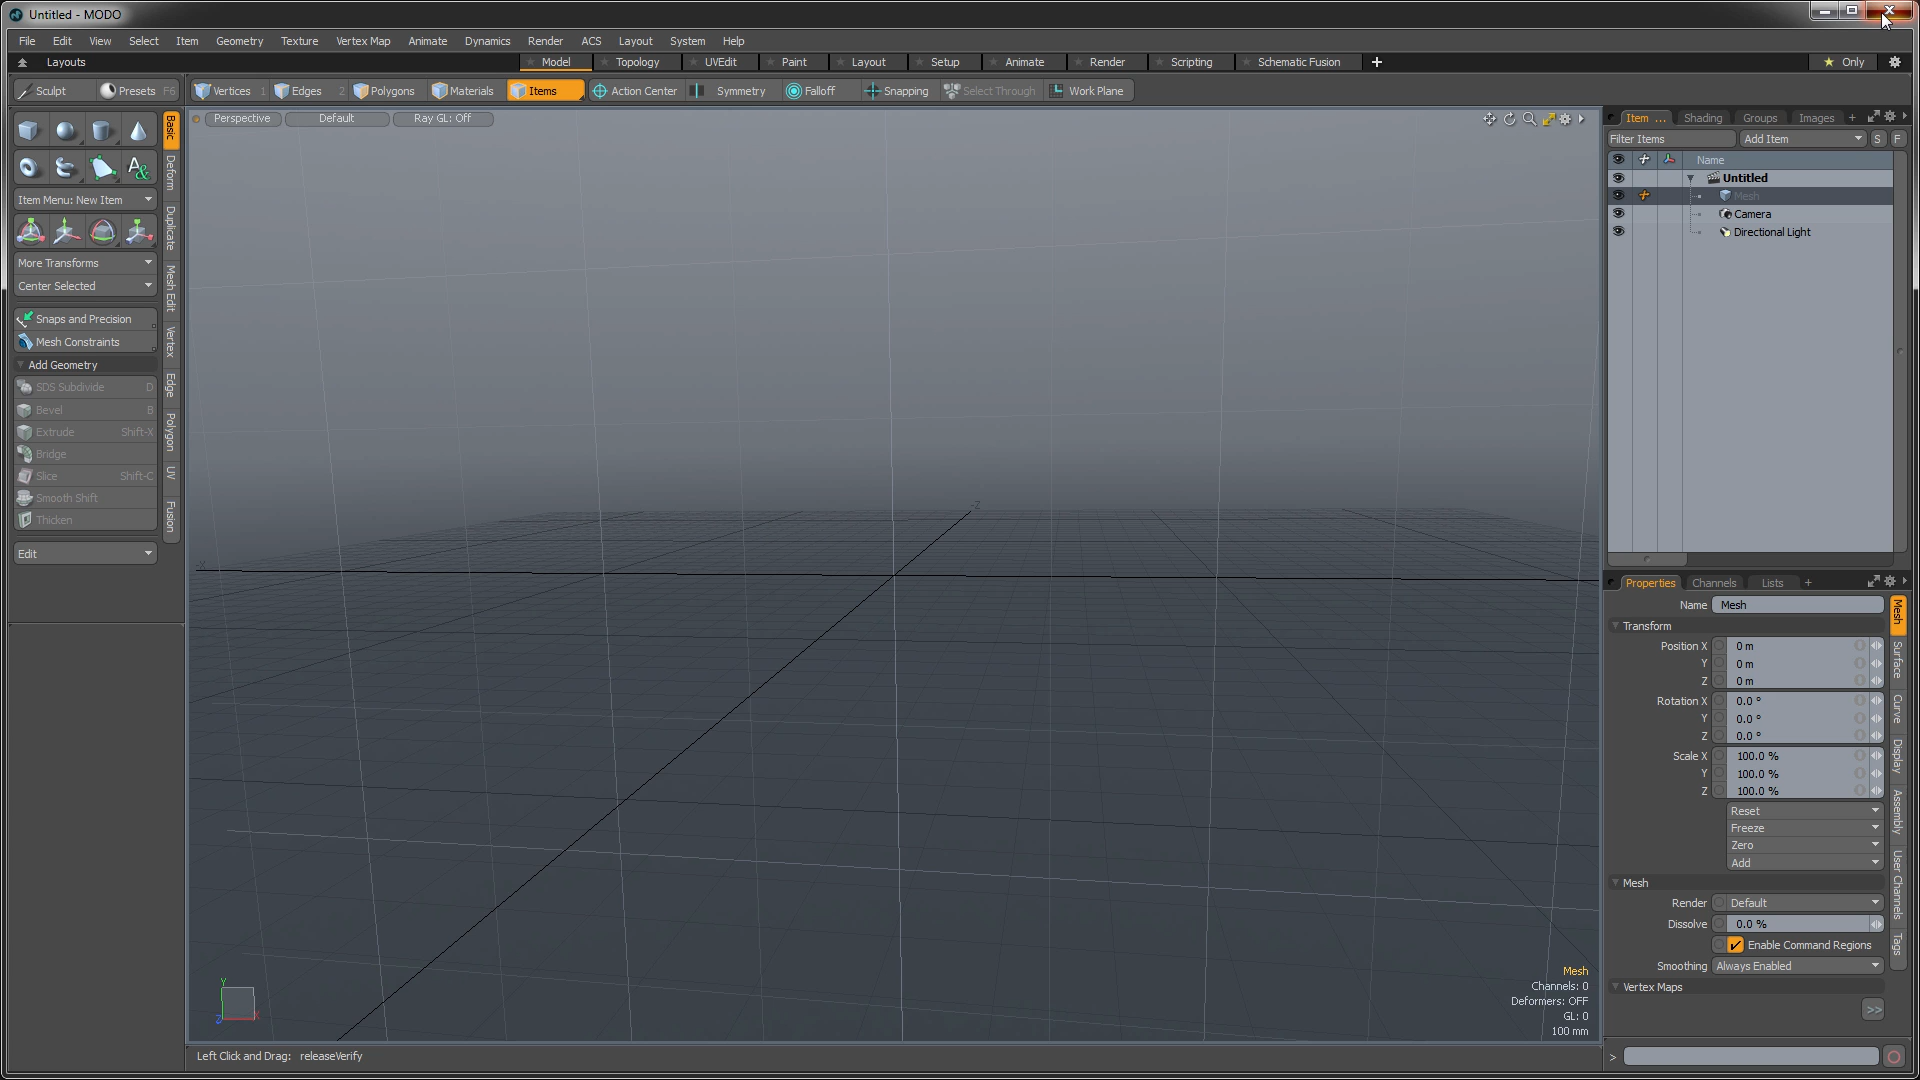 Untitled - MODO
File Edit View Select Item Geometry Texture Vertex Map Animate Dynamics Render ACS Layout System Help
Layouts Model Topology UVEdit Paint Layout Setup Animate Render Scripting Schematic Fusion + Only
Sculpt Presets F6 Vertices 1 Edges 2 Polygons Materials Items Action Center Symmetry Falloff Snapping Select Through Work Plane
Perspective Default Ray GL: Off
Item Menu: New Item
More Transforms
Center Selected
Snaps and Precision
Mesh Constraints
Add Geometry
SDS Subdivide D
Bevel B
Extrude Shift-X
Bridge
Slice Shift-C
Smooth Shift
Thicken
Edit
Basic
Deform
Duplicate
Mesh Edit
Vertex
Edge
Polygon
UV
Fusion
-Z
-X
Y
Z
X
Mesh
Channels: 0
Deformers: OFF
GL: 0
100 mm
Left Click and Drag: releaseVerify
Item ... Shading Groups Images +
Filter Items Add Item S F
Name
Untitled
Mesh
Camera
Directional Light
Properties Channels Lists +
Name Mesh
Transform
Position X 0 m
Y 0 m
Z 0 m
Rotation X 0.0 °
Y 0.0 °
Z 0.0 °
Scale X 100.0 %
Y 100.0 %
Z 100.0 %
Reset
Freeze
Zero
Add
Mesh
Render Default
Dissolve 0.0 %
Enable Command Regions
Smoothing Always Enabled
Vertex Maps
>>
>
Mesh
Surface
Curve
Display
Assembly
User Channels
Tags